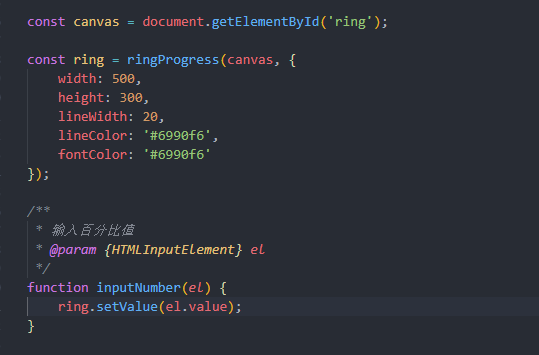 const canvas = document.getElementById('ring');
const ring = ringProgress(canvas, {
width: 500,
height: 300,
lineWidth: 20,
lineColor: '#6990f6',
fontColor: '#6990f6'
});
/**
* 输入百分比值
* @param {HTMLInputElement} el
*/
function inputNumber(el) {
ring.setValue(el.value);
}